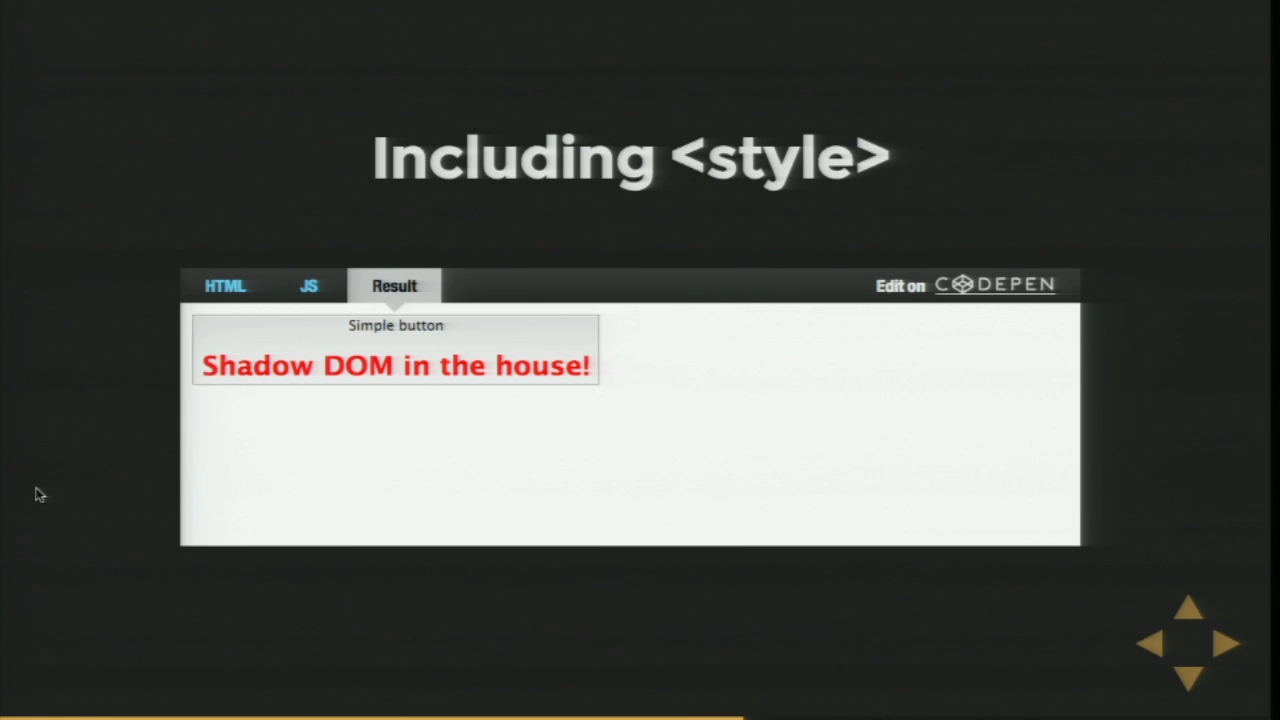 Including <style>
HTML JS Result Edit on CODEPEN
Simple button
Shadow DOM in the house!